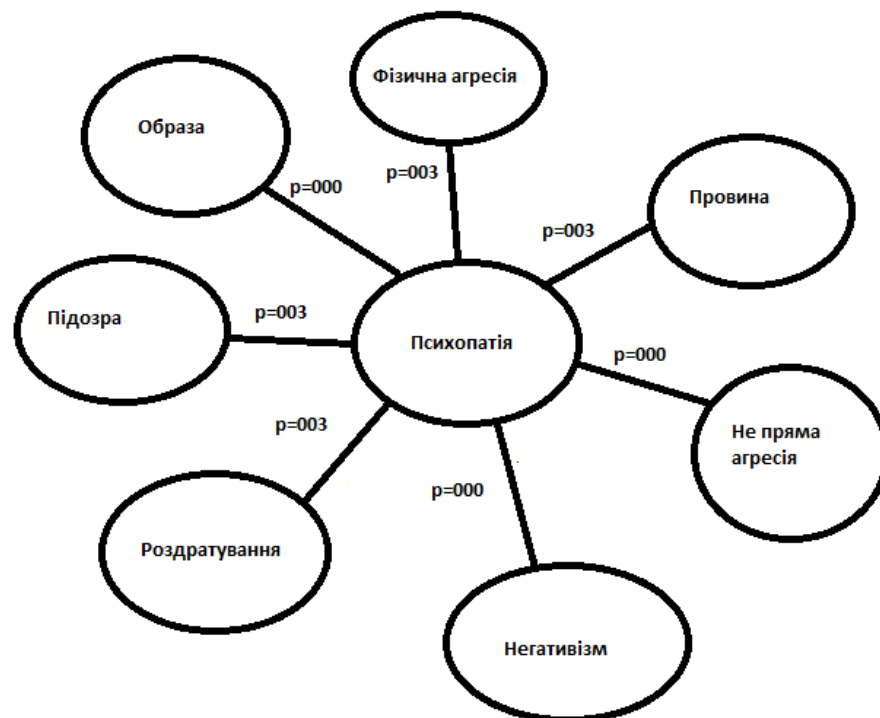 Фізична агресія
Образа
p=000
p=003
Провина
p=003
Підозра
p=003
Психопатія
p=000
Не пряма
агресія
p=003
p=000
Роздратування
Негативізм